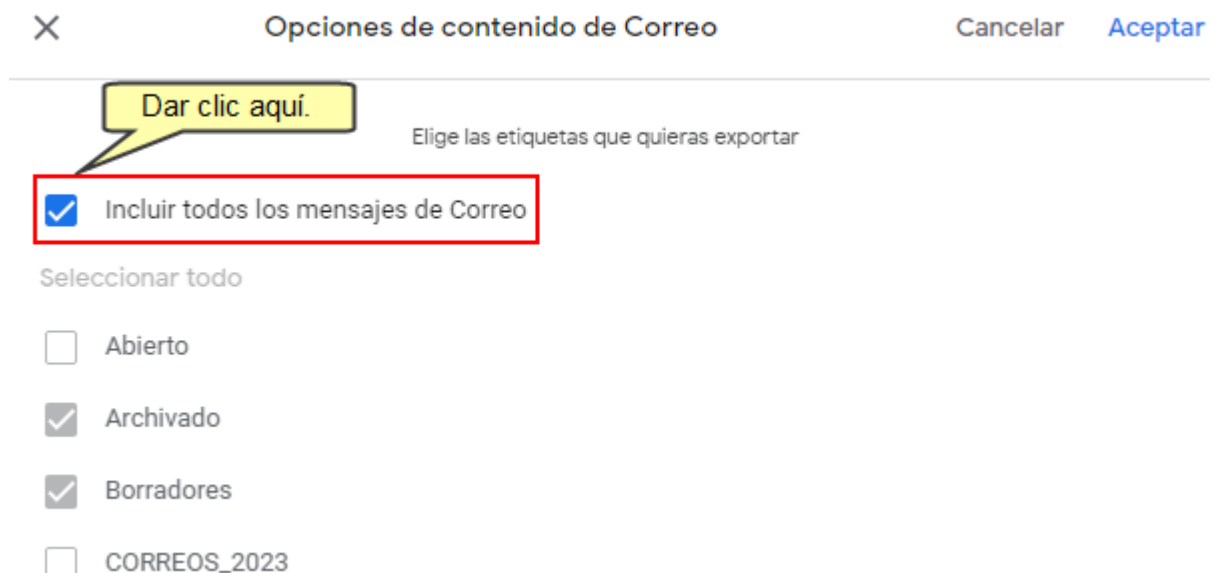 Opciones de contenido de Correo Cancelar Aceptar
Dar clic aquí.
Elige las etiquetas que quieras exportar
Incluir todos los mensajes de Correo
Seleccionar todo
Abierto
Archivado
Borradores
CORREOS_2023